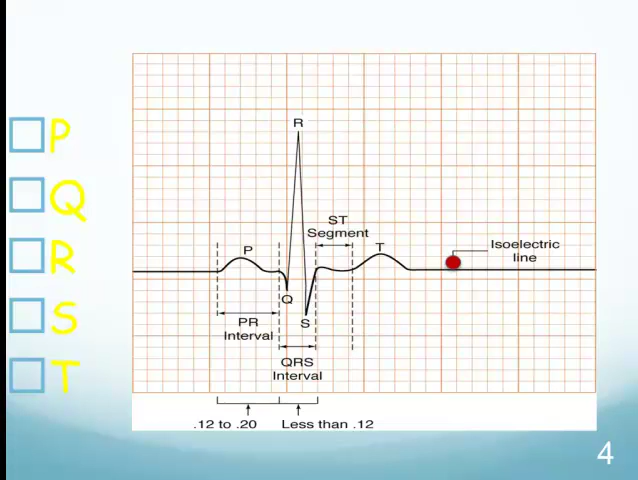 P
Q
R
S
T
R
ST
Segment
P
T
Isoelectric
line
Q
S
PR
Interval
QRS
Interval
.12 to .20 Less than .12
4